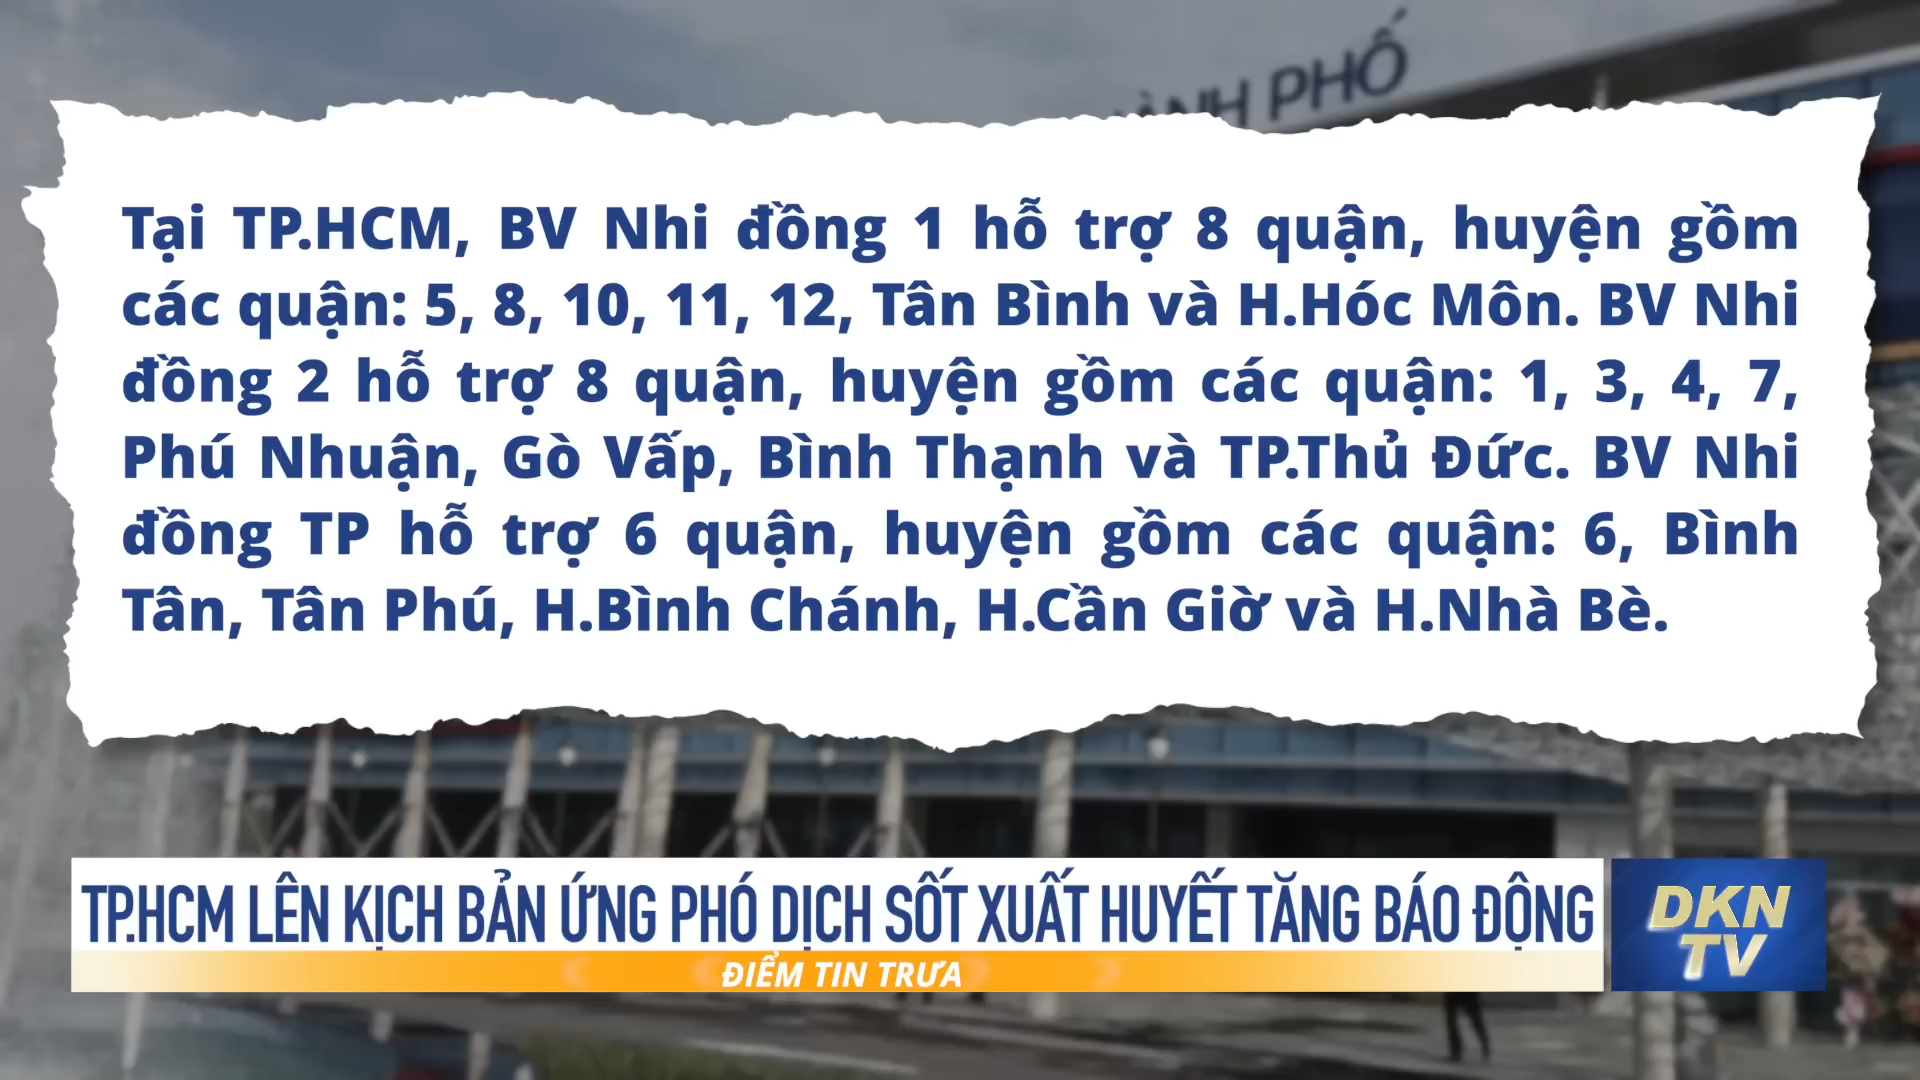 ÀNH PHỐ
Tại TP.HCM, BV Nhi đồng 1 hỗ trợ 8 quận, huyện gồm
các quận: 5, 8, 10, 11, 12, Tân Bình và H.Hóc Môn. BV Nhi
đồng 2 hỗ trợ 8 quận, huyện gồm các quận: 1, 3, 4, 7,
Phú Nhuận, Gò Vấp, Bình Thạnh và TP.Thủ Đức. BV Nhi
đồng TP hỗ trợ 6 quận, huyện gồm các quận: 6, Bình
Tân, Tân Phú, H.Bình Chánh, H.Cần Giờ và H.Nhà Bè.
TP.HCM LÊN KỊCH BẢN ỨNG PHÓ DỊCH SỐT XUẤT HUYẾT TĂNG BÁO ĐỘNG
ĐIỂM TIN TRƯA
DKN
TV